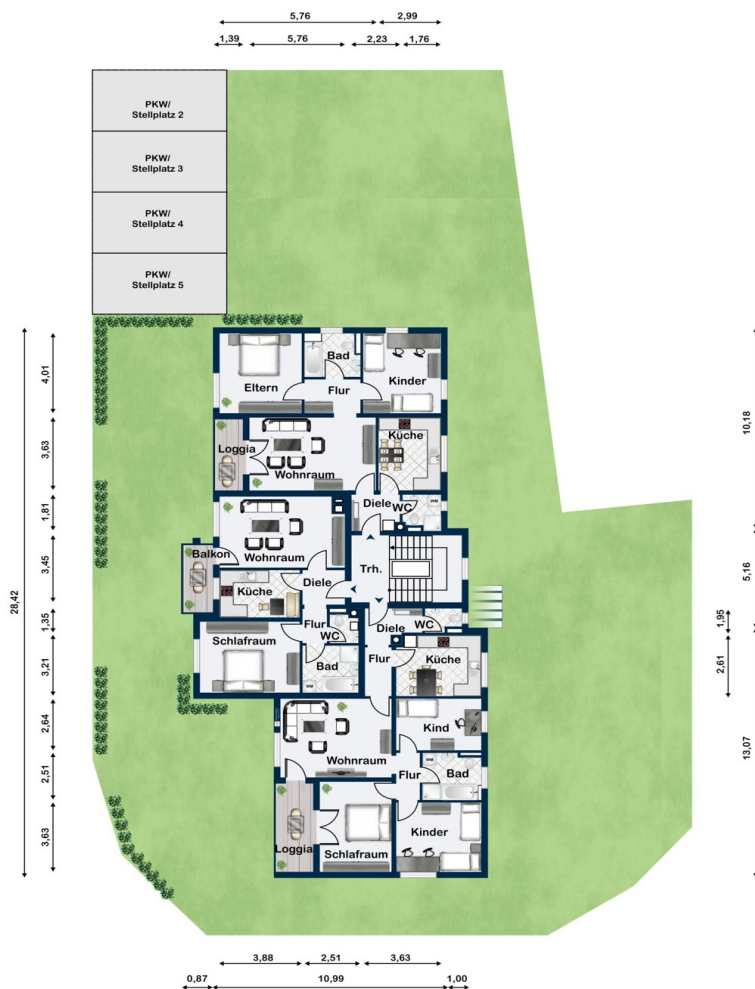 5,76 2,99
1,39 5,76 2,23 1,76
PKW/
Stellplatz 2
PKW/
Stellplatz 3
PKW/
Stellplatz 4
PKW/
Stellplatz 5
Bad
Eltern
Flur
Kinder
Loggia
Küche
Wohnraum
Diele
WC
WM
Balkon
Wohnraum
Trh.
Küche
Diele
Flur
WC
Diele
WC
Schlafraum
Bad
WM
Flur
Küche
Kind
Wohnraum
WM
Flur
Bad
Kinder
Loggia
Schlafraum
28,42
4,01
3,63
1,81
3,45
1,35
3,21
2,64
2,51
3,63
10,18
5,16
1,95
2,61
13,07
3,88 2,51 3,63
0,87 10,99 1,00